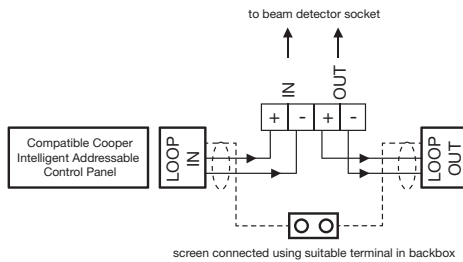 to beam detector socket
IN
OUT
+ - + -
Compatible Cooper
Intelligent Addressable
Control Panel
LOOP
IN
LOOP
OUT
screen connected using suitable terminal in backbox